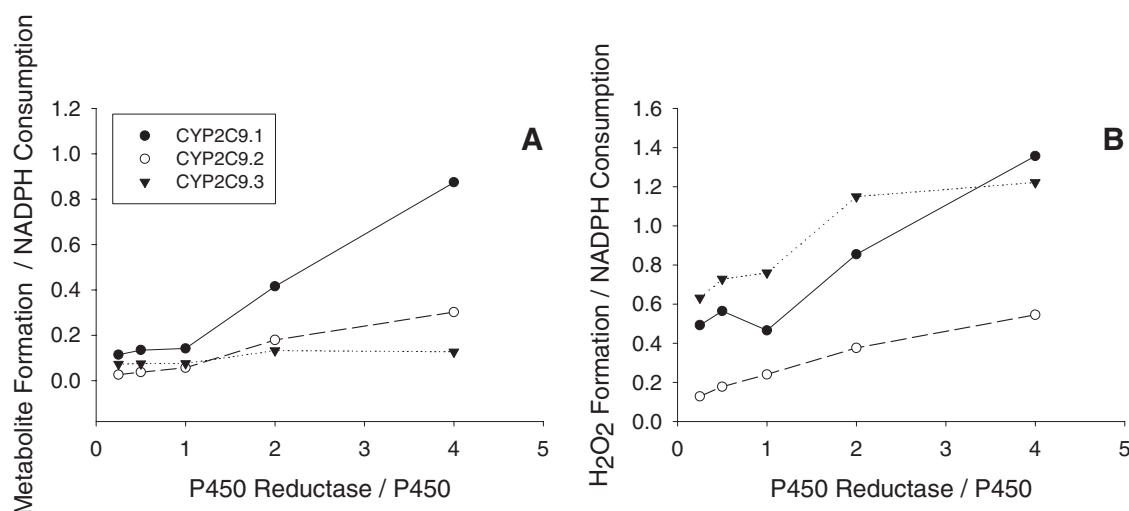 Metabolite Formation / NADPH Consumption
1.2
1.0
0.8
0.6
0.4
0.2
0.0
CYP2C9.1
CYP2C9.2
CYP2C9.3
A
0 1 2 3 4 5
P450 Reductase / P450
H2O2 Formation / NADPH Consumption
1.6
1.4
1.2
1.0
0.8
0.6
0.4
0.2
0.0
B
0 1 2 3 4 5
P450 Reductase / P450